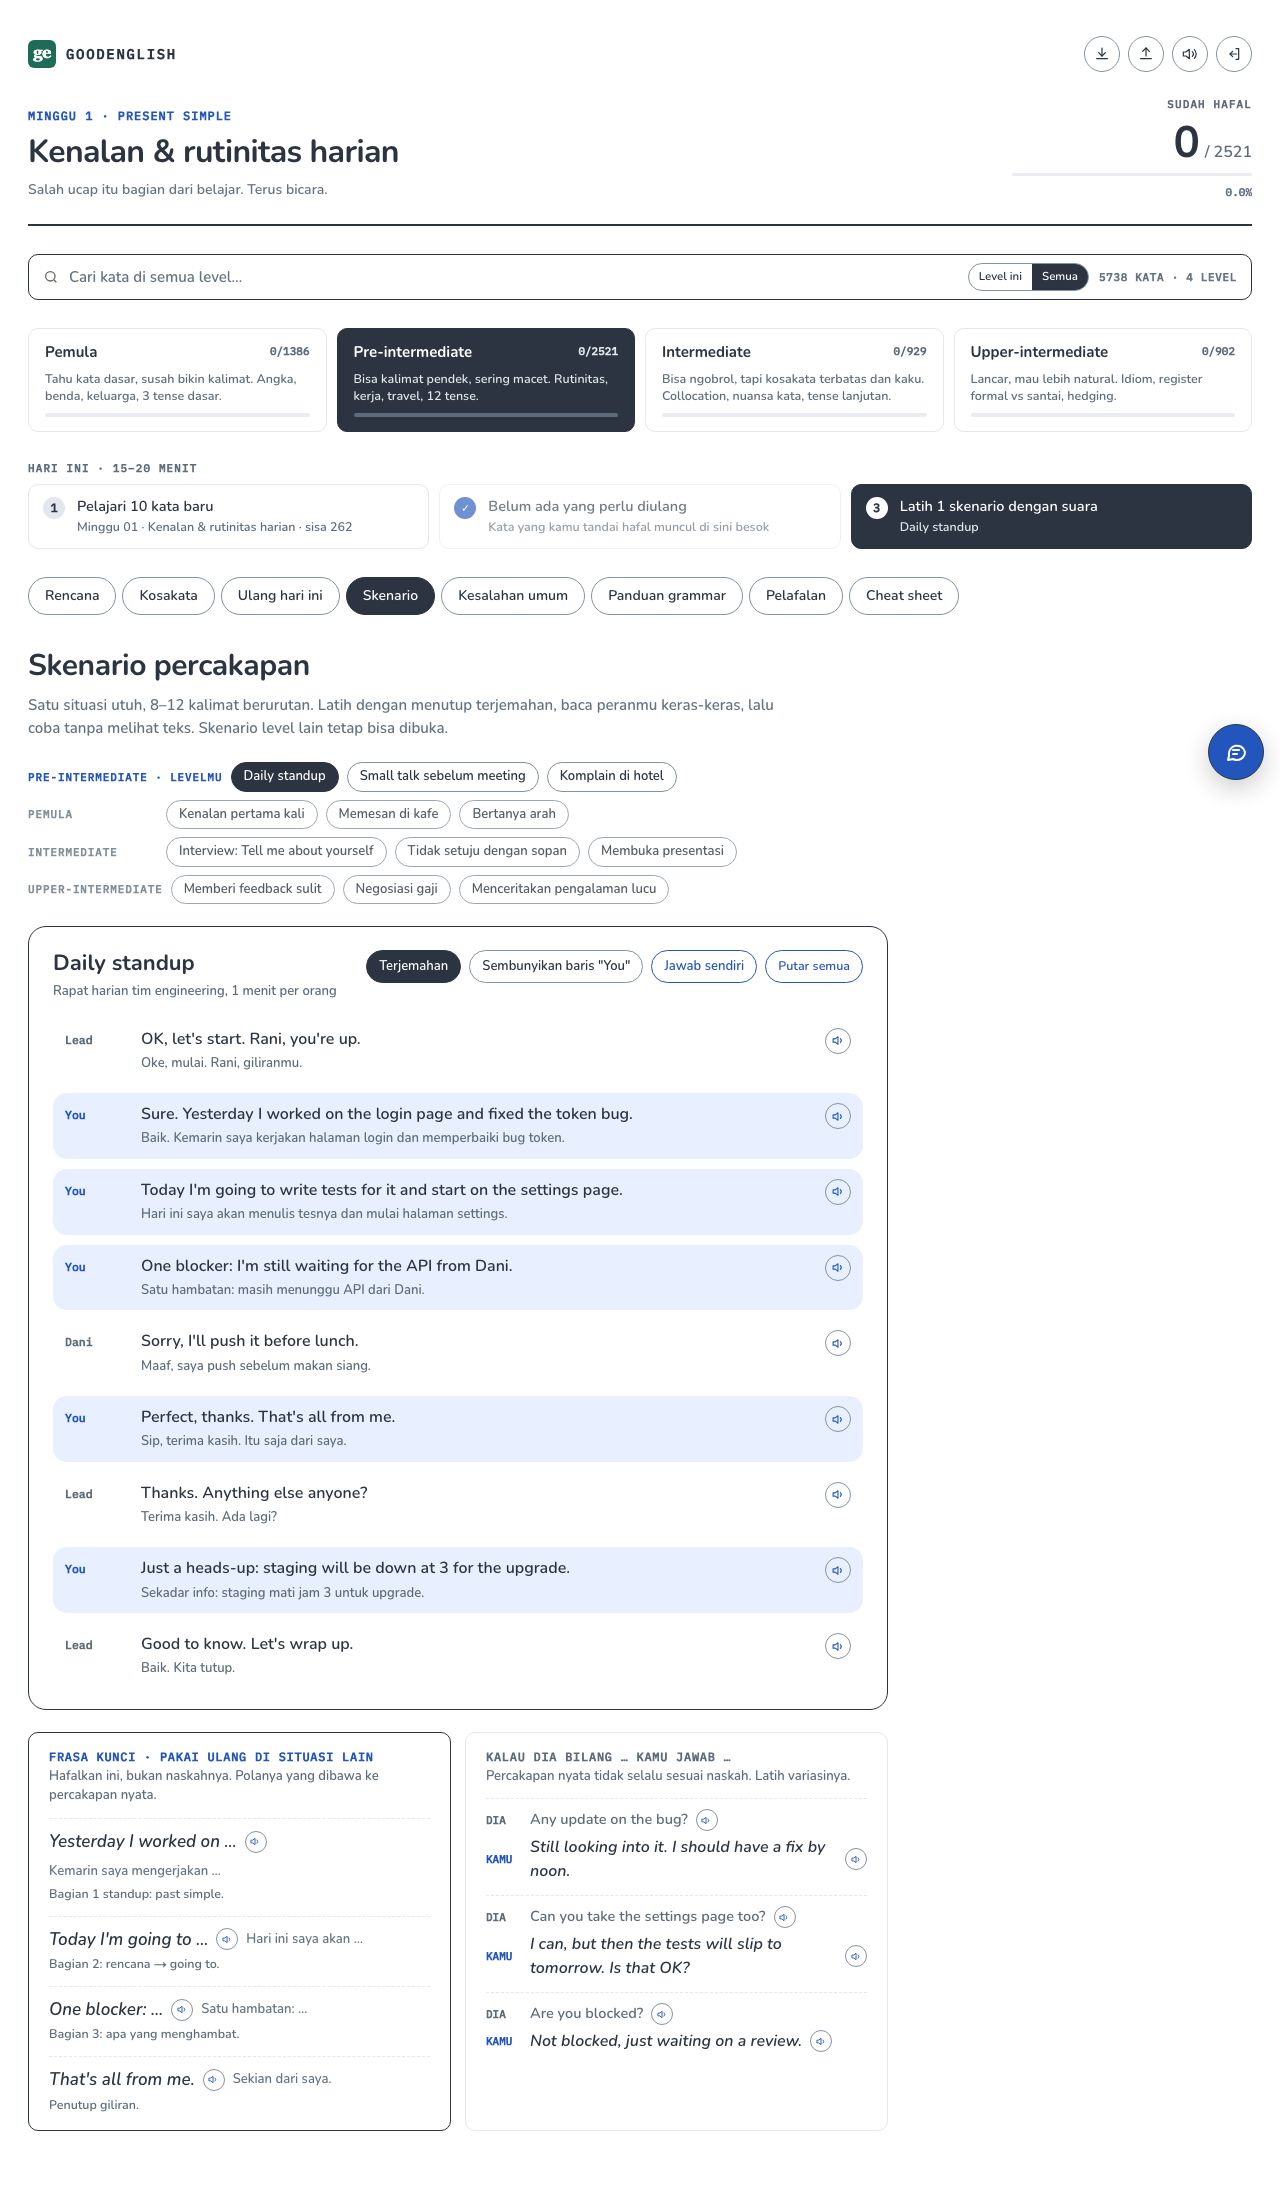 ge GOODENGLISH
MINGGU 1 · PRESENT SIMPLE
Kenalan & rutinitas harian
Salah ucap itu bagian dari belajar. Terus bicara.
SUDAH HAFAL
0 / 2521
0.0%
Cari kata di semua level…
Level ini
Semua
5738 KATA · 4 LEVEL
Pemula 0/1386
Tahu kata dasar, susah bikin kalimat. Angka,
benda, keluarga, 3 tense dasar.
Pre-intermediate 0/2521
Bisa kalimat pendek, sering macet. Rutinitas,
kerja, travel, 12 tense.
Intermediate 0/929
Bisa ngobrol, tapi kosakata terbatas dan kaku.
Collocation, nuansa kata, tense lanjutan.
Upper-intermediate 0/902
Lancar, mau lebih natural. Idiom, register
formal vs santai, hedging.
HARI INI · 15–20 MENIT
1 Pelajari 10 kata baru
Minggu 01 · Kenalan & rutinitas harian · sisa 262
✓ Belum ada yang perlu diulang
Kata yang kamu tandai hafal muncul di sini besok
3 Latih 1 skenario dengan suara
Daily standup
Rencana Kosakata Ulang hari ini Skenario Kesalahan umum Panduan grammar Pelafalan Cheat sheet
Skenario percakapan
Satu situasi utuh, 8–12 kalimat berurutan. Latih dengan menutup terjemahan, baca peranmu keras-keras, lalu
coba tanpa melihat teks. Skenario level lain tetap bisa dibuka.
PRE-INTERMEDIATE · LEVELMU Daily standup Small talk sebelum meeting Komplain di hotel
PEMULA Kenalan pertama kali Memesan di kafe Bertanya arah
INTERMEDIATE Interview: Tell me about yourself Tidak setuju dengan sopan Membuka presentasi
UPPER-INTERMEDIATE Memberi feedback sulit Negosiasi gaji Menceritakan pengalaman lucu
Daily standup
Rapat harian tim engineering, 1 menit per orang
Terjemahan Sembunyikan baris "You" Jawab sendiri Putar semua
Lead OK, let's start. Rani, you're up.
Oke, mulai. Rani, giliranmu.
You Sure. Yesterday I worked on the login page and fixed the token bug.
Baik. Kemarin saya kerjakan halaman login dan memperbaiki bug token.
You Today I'm going to write tests for it and start on the settings page.
Hari ini saya akan menulis tesnya dan mulai halaman settings.
You One blocker: I'm still waiting for the API from Dani.
Satu hambatan: masih menunggu API dari Dani.
Dani Sorry, I'll push it before lunch.
Maaf, saya push sebelum makan siang.
You Perfect, thanks. That's all from me.
Sip, terima kasih. Itu saja dari saya.
Lead Thanks. Anything else anyone?
Terima kasih. Ada lagi?
You Just a heads-up: staging will be down at 3 for the upgrade.
Sekadar info: staging mati jam 3 untuk upgrade.
Lead Good to know. Let's wrap up.
Baik. Kita tutup.
FRASA KUNCI · PAKAI ULANG DI SITUASI LAIN
Hafalkan ini, bukan naskahnya. Polanya yang dibawa ke
percakapan nyata.
Yesterday I worked on …
Kemarin saya mengerjakan …
Bagian 1 standup: past simple.
Today I'm going to … Hari ini saya akan …
Bagian 2: rencana → going to.
One blocker: … Satu hambatan: …
Bagian 3: apa yang menghambat.
That's all from me. Sekian dari saya.
Penutup giliran.
KALAU DIA BILANG … KAMU JAWAB …
Percakapan nyata tidak selalu sesuai naskah. Latih variasinya.
DIA Any update on the bug?
KAMU Still looking into it. I should have a fix by
noon.
DIA Can you take the settings page too?
KAMU I can, but then the tests will slip to
tomorrow. Is that OK?
DIA Are you blocked?
KAMU Not blocked, just waiting on a review.